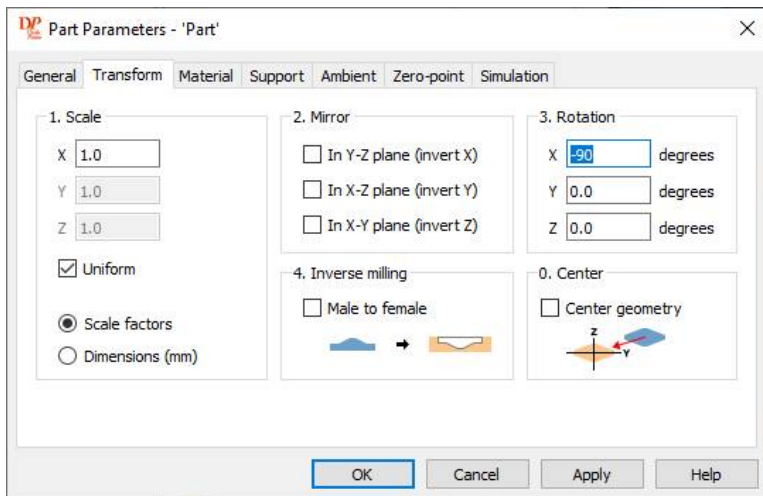 DP Part Parameters - 'Part'
General Transform Material Support Ambient Zero-point Simulation
1. Scale
X 1.0
Y 1.0
Z 1.0
Uniform
Scale factors
Dimensions (mm)
2. Mirror
In Y-Z plane (invert X)
In X-Z plane (invert Y)
In X-Y plane (invert Z)
3. Rotation
X -90 degrees
Y 0.0 degrees
Z 0.0 degrees
4. Inverse milling
Male to female
0. Center
Center geometry
Z
Y
OK Cancel Apply Help